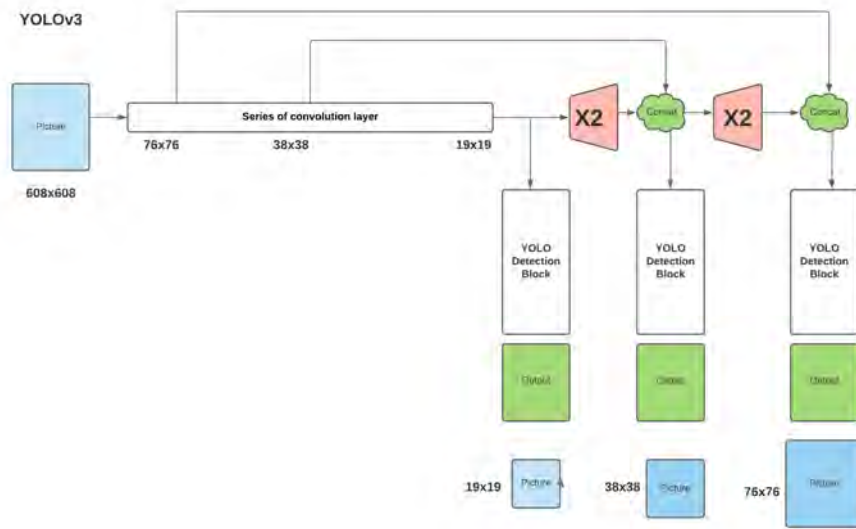 YOLOv3
Picture
608x608
Series of convolution layer
76x76
38x38
19x19
X2
Concat
X2
Concat
YOLO
Detection
Block
YOLO
Detection
Block
YOLO
Detection
Block
Output
Output
Output
19x19
Picture
38x38
Picture
76x76
Picture